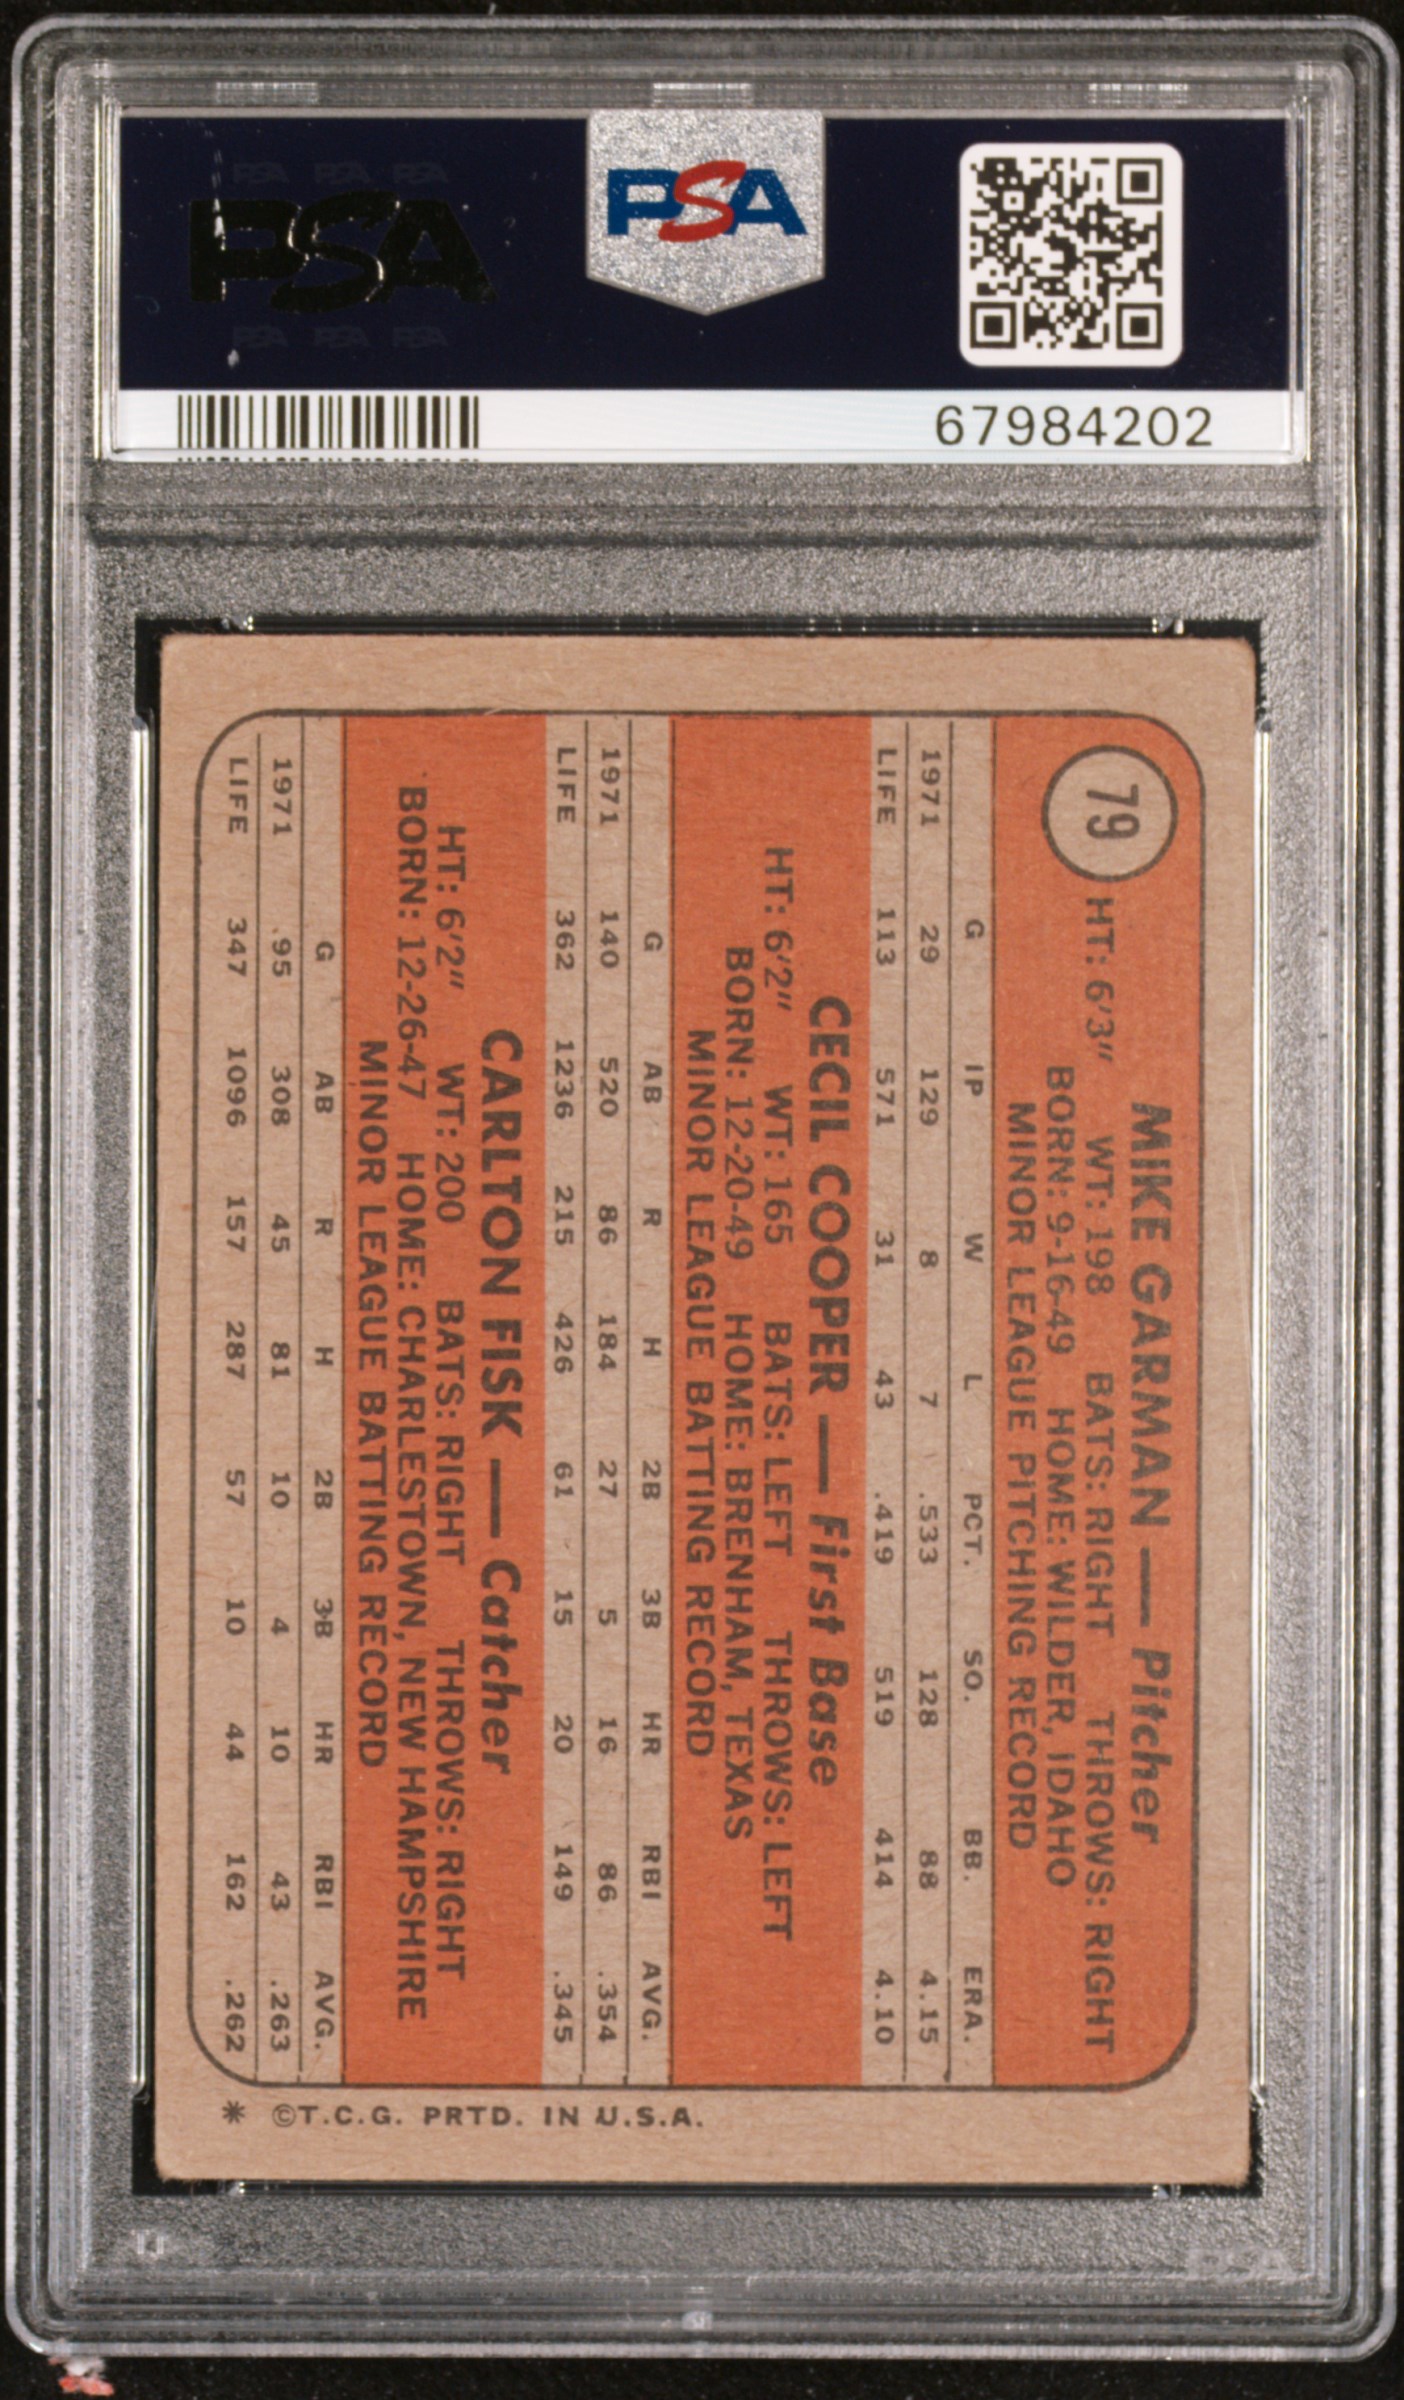 PSA PSA PSA
PSA
PSA PSA PSA
PSA
67984202
79
MIKE GARMAN — Pitcher
HT: 6'3" WT: 198 BATS: RIGHT THROWS: RIGHT
BORN: 9-16-49 HOME: WILDER, IDAHO
MINOR LEAGUE PITCHING RECORD
G IP W L PCT. SO. BB. ERA.
1971 29 129 8 7 .533 128 88 4.15
LIFE 113 571 31 43 .419 519 414 4.10
CECIL COOPER — First Base
HT: 6'2" WT: 165 BATS: LEFT THROWS: LEFT
BORN: 12-20-49 HOME: BRENHAM, TEXAS
MINOR LEAGUE BATTING RECORD
G AB R H 2B 3B HR RBI AVG.
1971 140 520 86 184 27 5 16 86 .354
LIFE 362 1236 215 426 61 15 20 149 .345
CARLTON FISK — Catcher
HT: 6'2" WT: 200 BATS: RIGHT THROWS: RIGHT
BORN: 12-26-47 HOME: CHARLESTOWN, NEW HAMPSHIRE
MINOR LEAGUE BATTING RECORD
G AB R H 2B 3B HR RBI AVG.
1971 95 308 45 81 10 4 10 43 .263
LIFE 347 1096 157 287 57 10 44 162 .262
* ©T.C.G. PRTD. IN U.S.A.
PSA